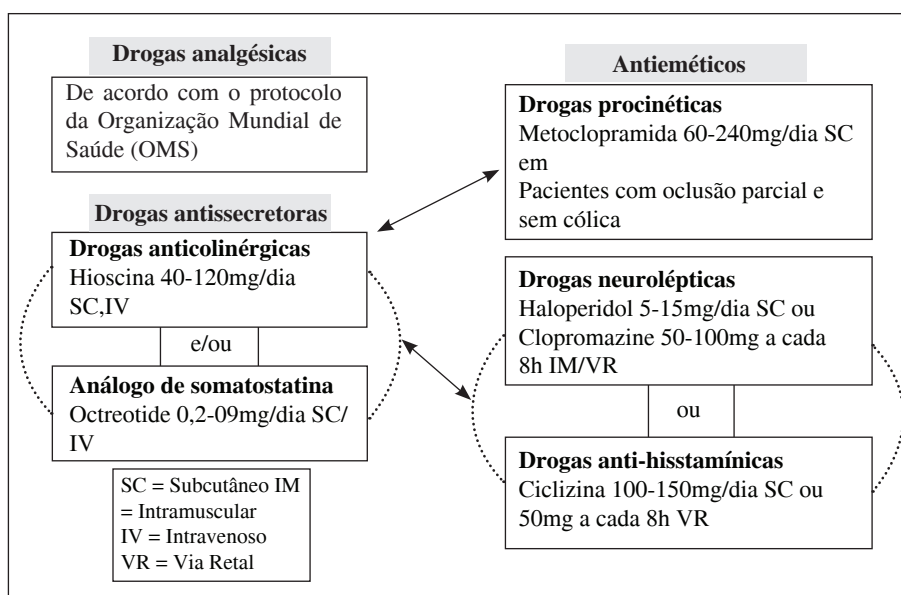 Drogas analgésicas
De acordo com o protocolo
da Organização Mundial de
Saúde (OMS)
Drogas antissecretoras
Drogas anticolinérgicas
Hioscina 40-120mg/dia
SC,IV
e/ou
Análogo de somatostatina
Octreotide 0,2-09mg/dia SC/
IV
SC = Subcutâneo IM
= Intramuscular
IV = Intravenoso
VR = Via Retal
Antieméticos
Drogas procinéticas
Metoclopramida 60-240mg/dia SC
em
Pacientes com oclusão parcial e
sem cólica
Drogas neurolépticas
Haloperidol 5-15mg/dia SC ou
Clopromazine 50-100mg a cada
8h IM/VR
ou
Drogas anti-hisstamínicas
Ciclizina 100-150mg/dia SC ou
50mg a cada 8h VR